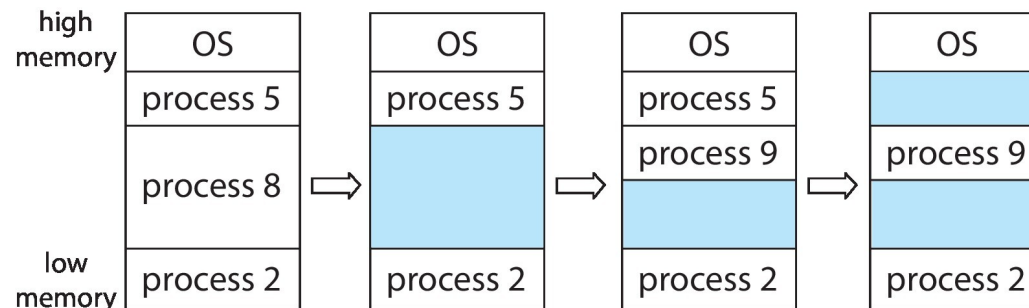 high
memory
OS
process 5
process 8
process 2
low
memory
OS
process 5
process 2
OS
process 5
process 9
process 2
OS
process 9
process 2